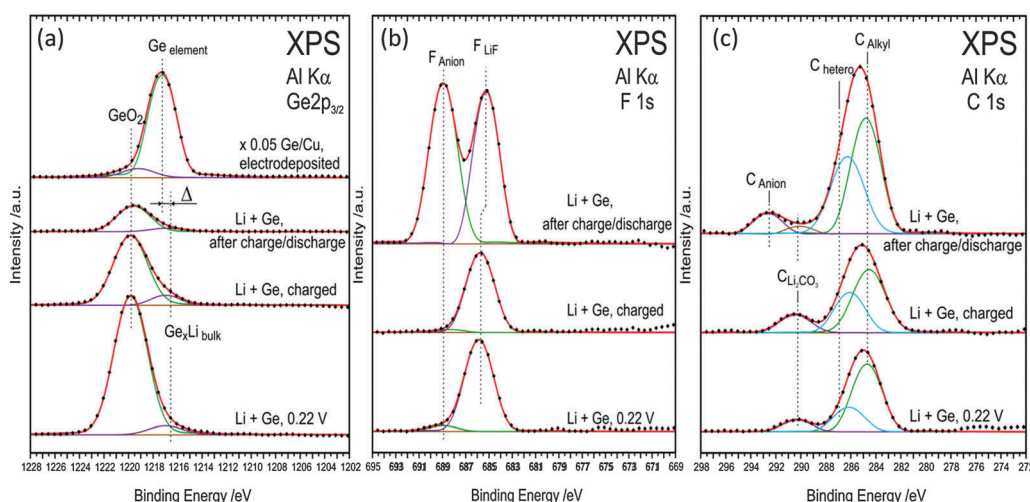 (a)
XPS
Al Kα
Ge2p3/2
Ge element
GeO2
x 0.05 Ge/Cu,
electrodeposited
Δ
Li + Ge,
after charge/discharge
Li + Ge, charged
GexLi bulk
Li + Ge, 0.22 V
Intensity /a.u.
Intensity /a.u.
1228 1226 1224 1222 1220 1218 1216 1214 1212 1210 1208 1206 1204 1202
Binding Energy /eV
(b)
XPS
Al Kα
F 1s
F Anion
F LiF
Li + Ge,
after charge/discharge
Li + Ge, charged
Li + Ge, 0.22 V
Intensity /a.u.
Intensity /a.u.
695 693 691 689 687 685 683 681 679 677 675 673 671 669
Binding Energy /eV
(c)
XPS
Al Kα
C 1s
C Alkyl
C hetero
C Anion
Li + Ge,
after charge/discharge
C Li2CO3
Li + Ge, charged
Li + Ge, 0.22 V
Intensity /a.u.
Intensity /a.u.
298 296 294 292 290 288 286 284 282 280 278 276 274 272
Binding Energy /eV